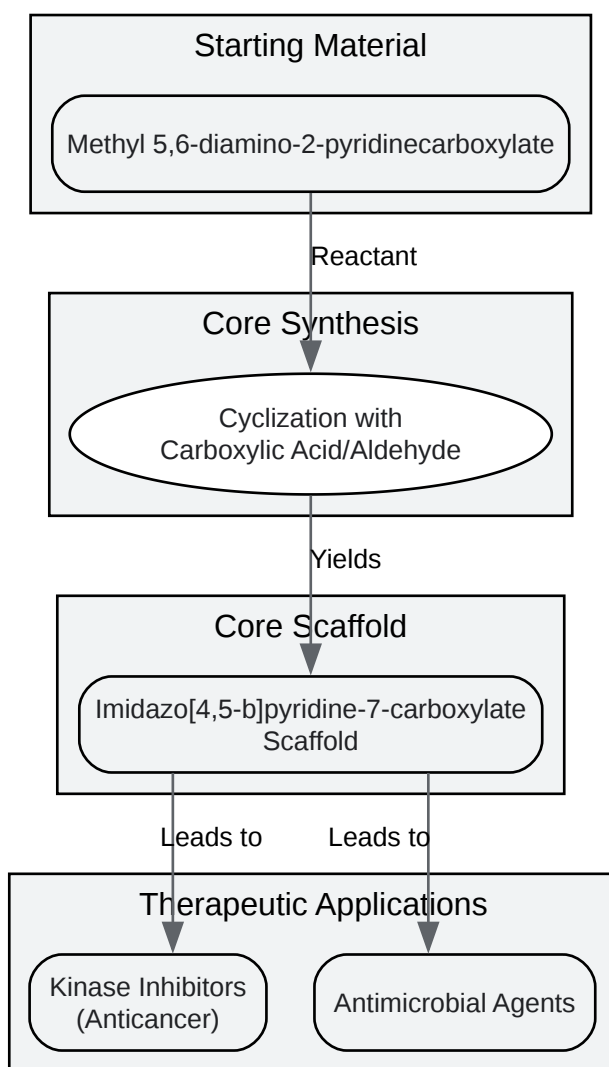 Starting Material
Methyl 5,6-diamino-2-pyridinecarboxylate
Reactant
Core Synthesis
Cyclization with
Carboxylic Acid/Aldehyde
Yields
Core Scaffold
Imidazo[4,5-b]pyridine-7-carboxylate
Scaffold
Leads to
Leads to
Therapeutic Applications
Kinase Inhibitors
(Anticancer)
Antimicrobial Agents